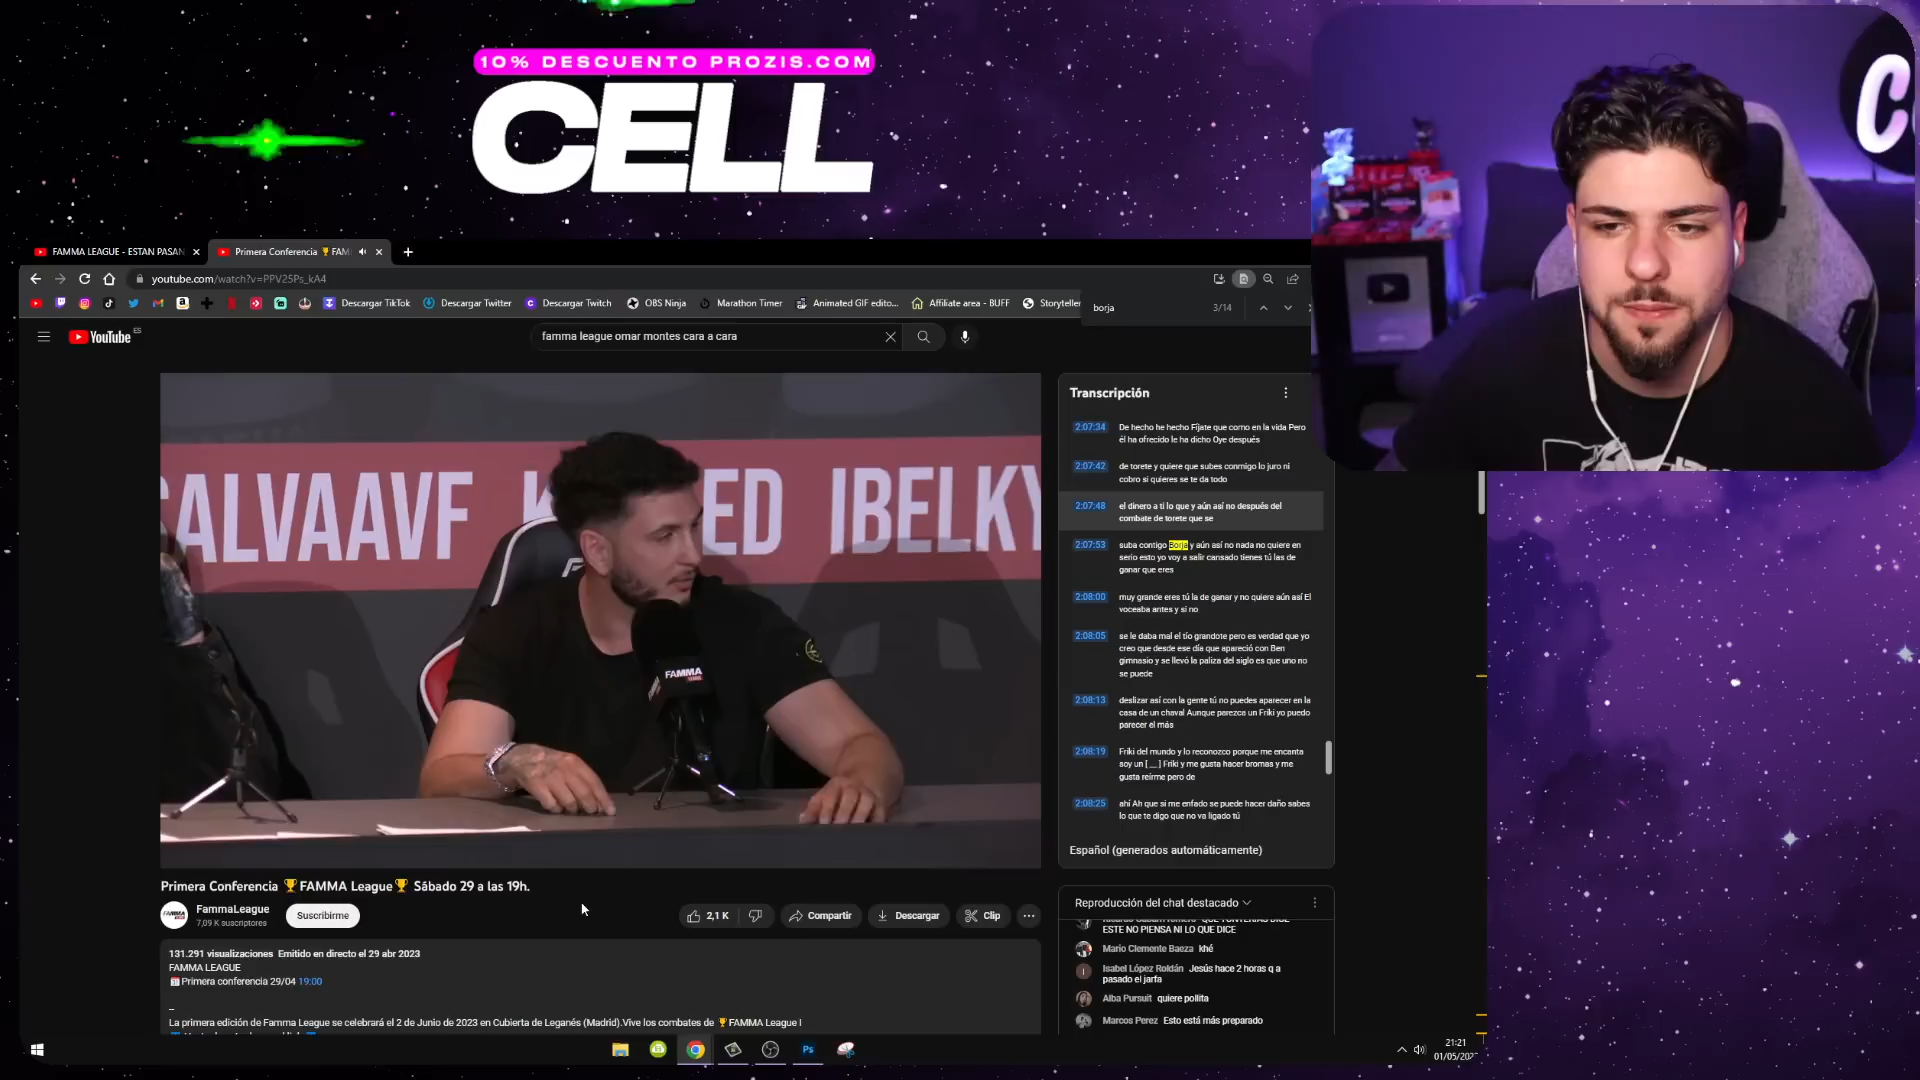 10% DESCUENTO PROZIS.COM
CELL
FAMMA LEAGUE - ESTAN PASAN
Primera Conferencia 🏆FAM
youtube.com/watch?v=PPV25Ps_kA4
Descargar TikTok
Descargar Twitter
Descargar Twitch
OBS Ninja
Marathon Timer
Animated GIF edito...
Affiliate area - BUFF
Storyteller
borja
3/14
YouTube ES
famma league omar montes cara a cara
ALVAAVF
ED IBELKY
FAMMA
Transcripción
2:07:34 De hecho he hecho Fíjate que como en la vida Pero
él ha ofrecido le ha dicho Oye después
2:07:42 de torete y quiere que subes conmigo lo juro ni
cobro si quieres se te da todo
2:07:48 el dinero a ti lo que y aún así no después del
combate de torete que se
2:07:53 suba contigo Borja y aún así no nada no quiere en
serio esto yo voy a salir cansado tienes tú las de
ganar que eres
2:08:00 muy grande eres tú la de ganar y no quiere aún así El
voceaba antes y si no
2:08:05 se le daba mal el tío grandote pero es verdad que yo
creo que desde ese día que apareció con Ben
gimnasio y se llevó la paliza del siglo es que uno no
se puede
2:08:13 deslizar así con la gente tú no puedes aparecer en la
casa de un chaval Aunque parezca un Friki yo puedo
parecer el más
2:08:19 Friki del mundo y lo reconozco porque me encanta
soy un [ __ ] Friki y me gusta hacer bromas y me
gusta reírme pero de
2:08:25 ahí Ah que si me enfado se puede hacer daño sabes
lo que te digo que no va ligado tú
Español (generados automáticamente)
Primera Conferencia 🏆FAMMA League🏆 Sábado 29 a las 19h.
FammaLeague
7,09 K suscriptores
Suscribirme
2,1 K
Compartir
Descargar
Clip
131.291 visualizaciones Emitido en directo el 29 abr 2023
FAMMA LEAGUE
Primera conferencia 29/04 19:00
--
La primera edición de Famma League se celebrará el 2 de Junio de 2023 en Cubierta de Leganés (Madrid).Vive los combates de 🏆FAMMA League !
Reproducción del chat destacado
ESTE NO PIENSA NI LO QUE DICE
Mario Clemente Baeza khé
Isabel López Roldán Jesús hace 2 horas q a
pasado el jarfa
Alba Pursuit quiere pollita
Marcos Perez Esto está más preparado
Ps
21:21
01/05/202